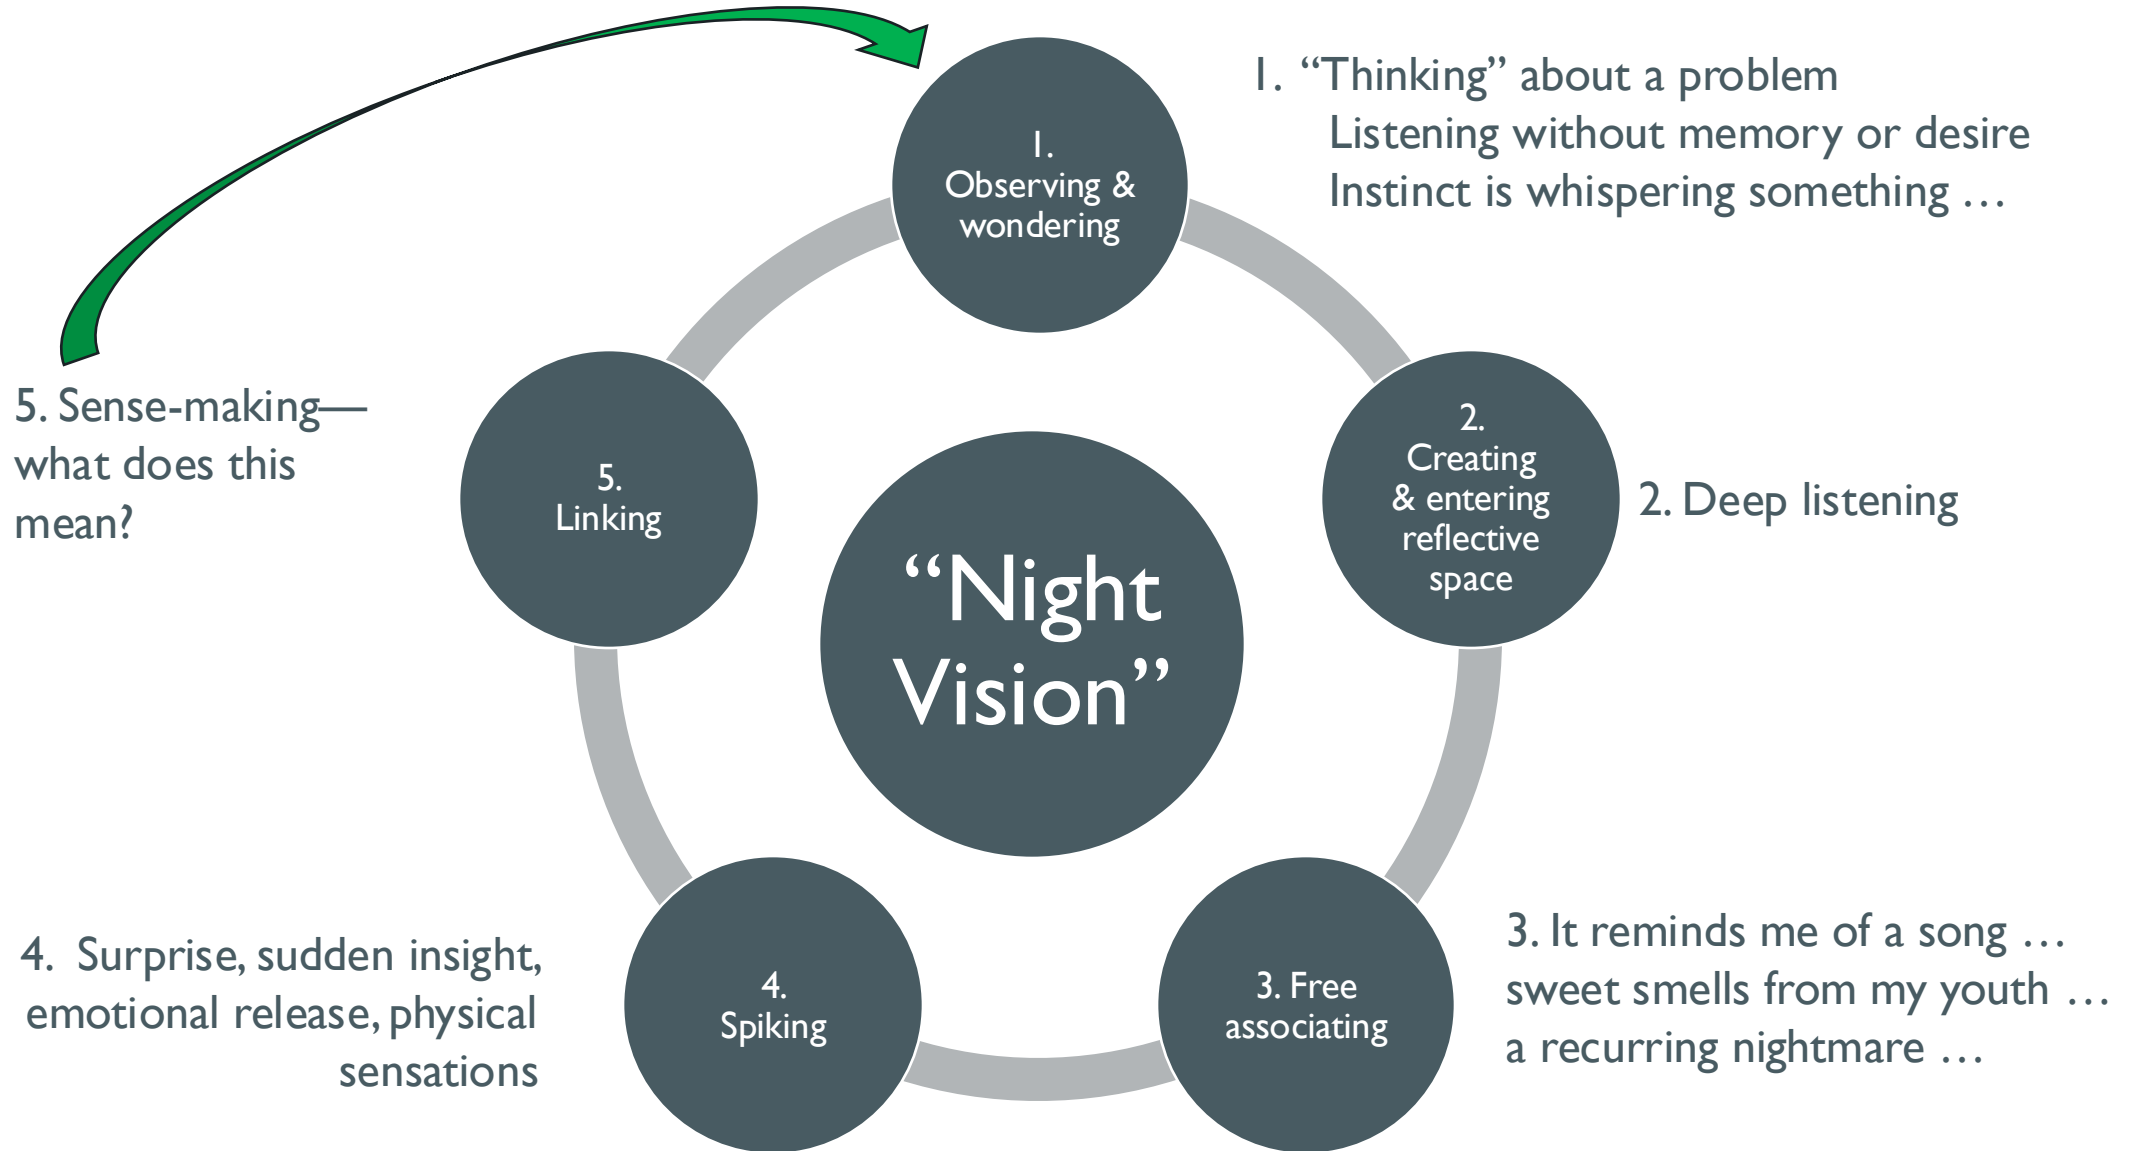 1.
Observing &
wondering
1. “Thinking” about a problem
Listening without memory or desire
Instinct is whispering something …
2.
Creating
& entering
reflective
space
2. Deep listening
3. Free
associating
3. It reminds me of a song …
sweet smells from my youth …
a recurring nightmare …
4.
Spiking
4. Surprise, sudden insight,
emotional release, physical
sensations
5.
Linking
5. Sense-making—
what does this
mean?
“Night
Vision”